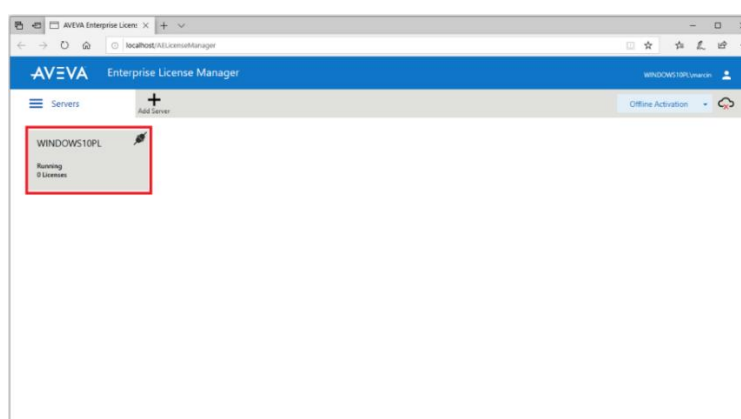 AVEVA Enterprise Licens
localhost/AELicenseManager
AVEVA Enterprise License Manager
WINDOWS10PL\marcin
Servers
Add Server
Offline Activation
WINDOWS10PL
Running
0 Licenses